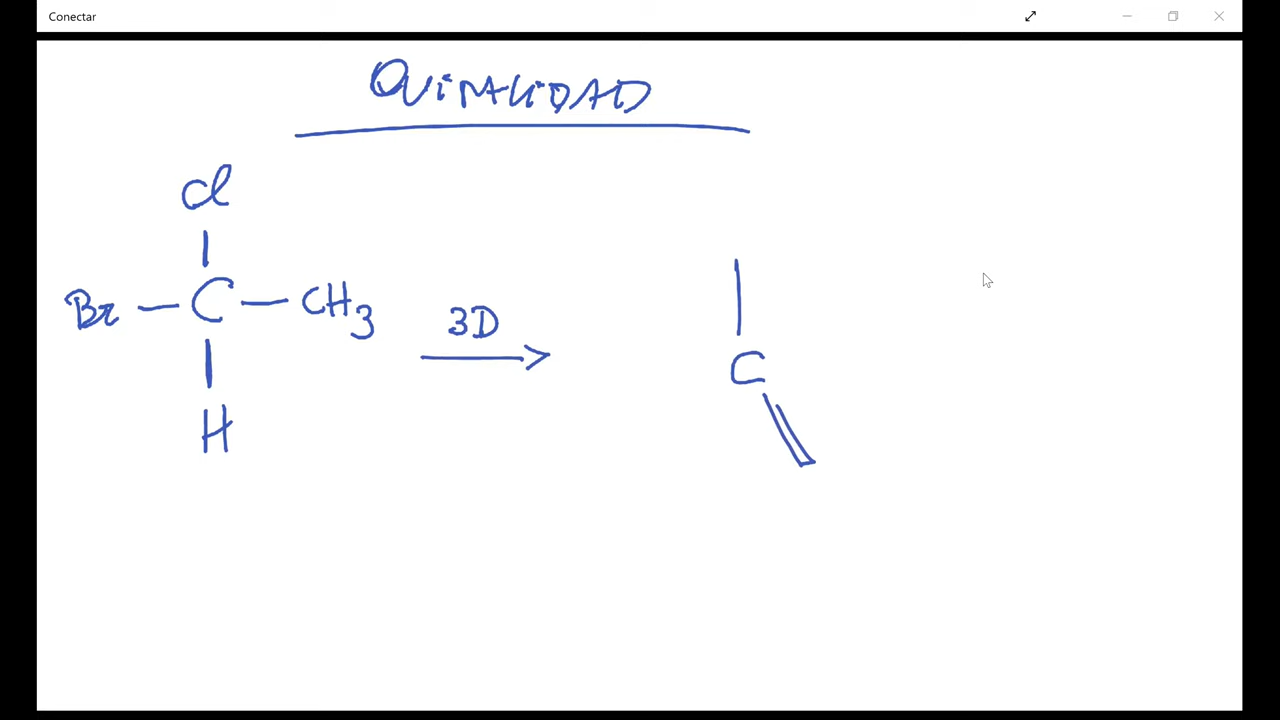 Conectar
QUIRALIDAD
Cl
Br — C — CH3
3D
H
C